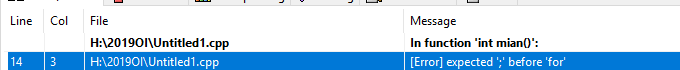 Line Col File Message
H:\2019OI\Untitled1.cpp In function 'int mian()':
14 3 H:\2019OI\Untitled1.cpp [Error] expected ';' before 'for'